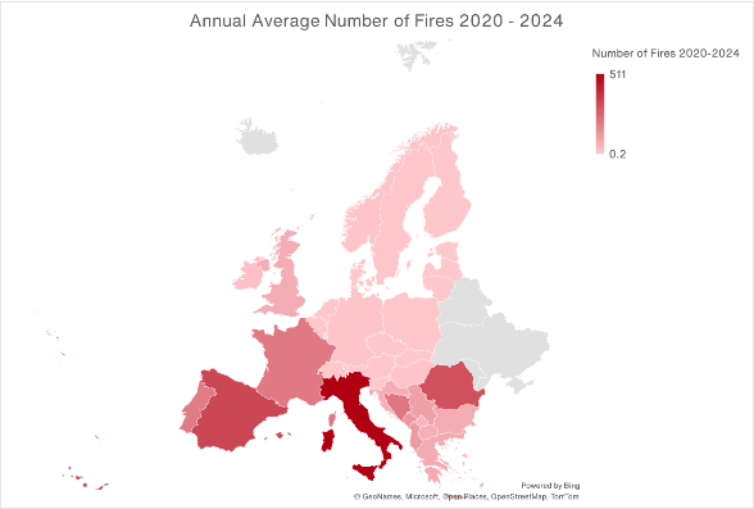 Annual Average Number of Fires 2020 - 2024
Number of Fires 2020-2024
511
0.2
Powered by Bing
© GeoNames, Microsoft, Open Places, OpenStreetMap, TomTom